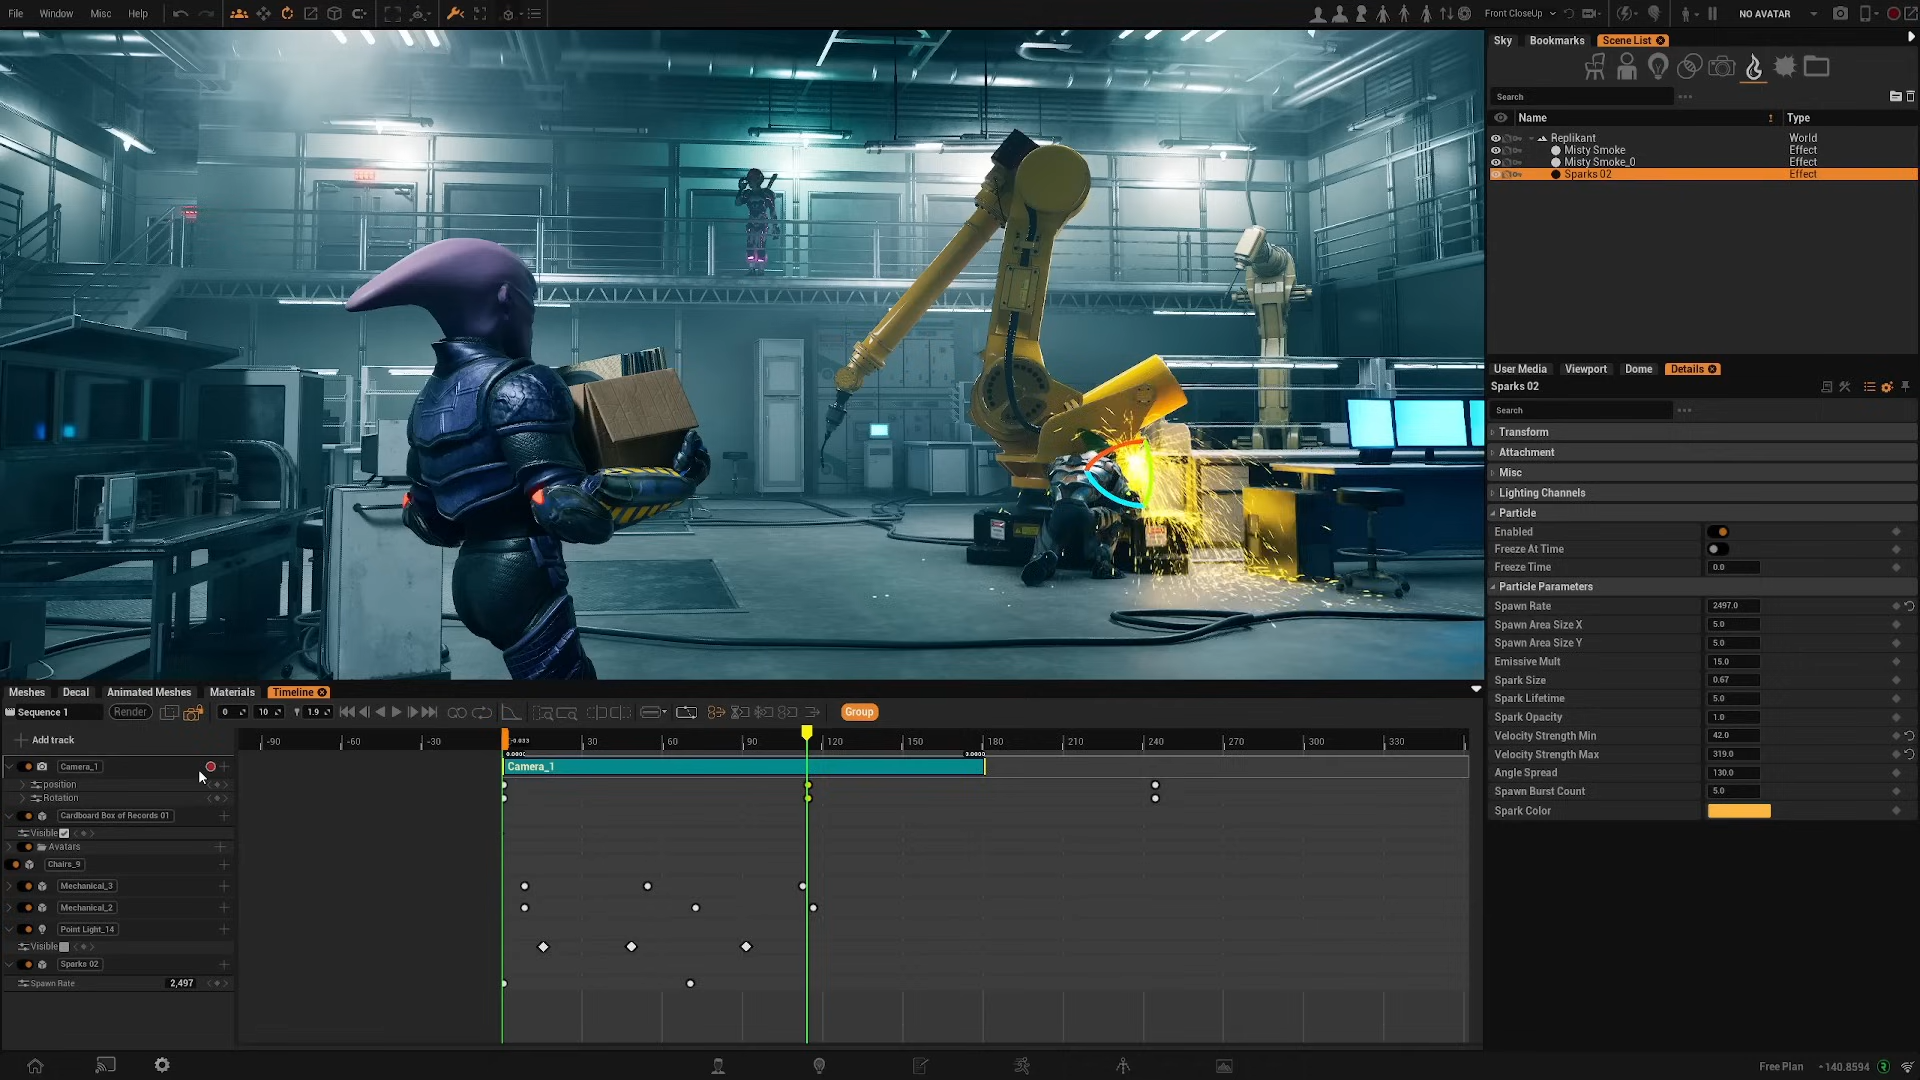 File Window Misc Help
Front CloseUp
NO AVATAR
Sky Bookmarks Scene List
Search
Name Type
Replikant World
Misty Smoke Effect
Misty Smoke_0 Effect
Sparks 02 Effect
User Media Viewport Dome Details
Sparks 02
Search
Transform
Attachment
Misc
Lighting Channels
Particle
Enabled
Freeze At Time
Freeze Time 0.0
Particle Parameters
Spawn Rate 2497.0
Spawn Area Size X 5.0
Spawn Area Size Y 5.0
Emissive Mult 15.0
Spark Size 0.67
Spark Lifetime 5.0
Spark Opacity 1.0
Velocity Strength Min 42.0
Velocity Strength Max 319.0
Angle Spread 130.0
Spawn Burst Count 5.0
Spark Color
Meshes Decal Animated Meshes Materials Timeline
Sequence 1 Render 0 10 1.9 Group
Add track
-90 -60 -30 -0.033 30 60 90 120 150 180 210 240 270 300 330
Camera_1 Camera_1
position
Rotation
Cardboard Box of Records 01
Visible
Avatars
Chairs_9
Mechanical_3
Mechanical_2
Point Light_14
Visible
Sparks 02
Spawn Rate 2,497
Free Plan -140.8594